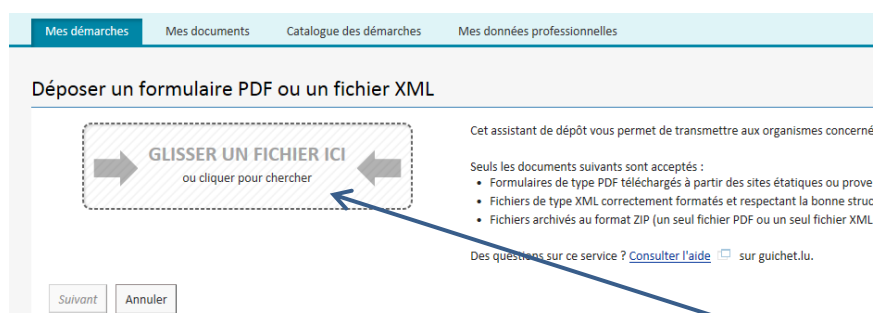 Mes démarches Mes documents Catalogue des démarches Mes données professionnelles
Déposer un formulaire PDF ou un fichier XML
GLISSER UN FICHIER ICI
ou cliquer pour chercher
Cet assistant de dépôt vous permet de transmettre aux organismes concerné
Seuls les documents suivants sont acceptés :
• Formulaires de type PDF téléchargés à partir des sites étatiques ou prove
• Fichiers de type XML correctement formatés et respectant la bonne struc
• Fichiers archivés au format ZIP (un seul fichier PDF ou un seul fichier XML
Des questions sur ce service ? Consulter l'aide sur guichet.lu.
Suivant Annuler